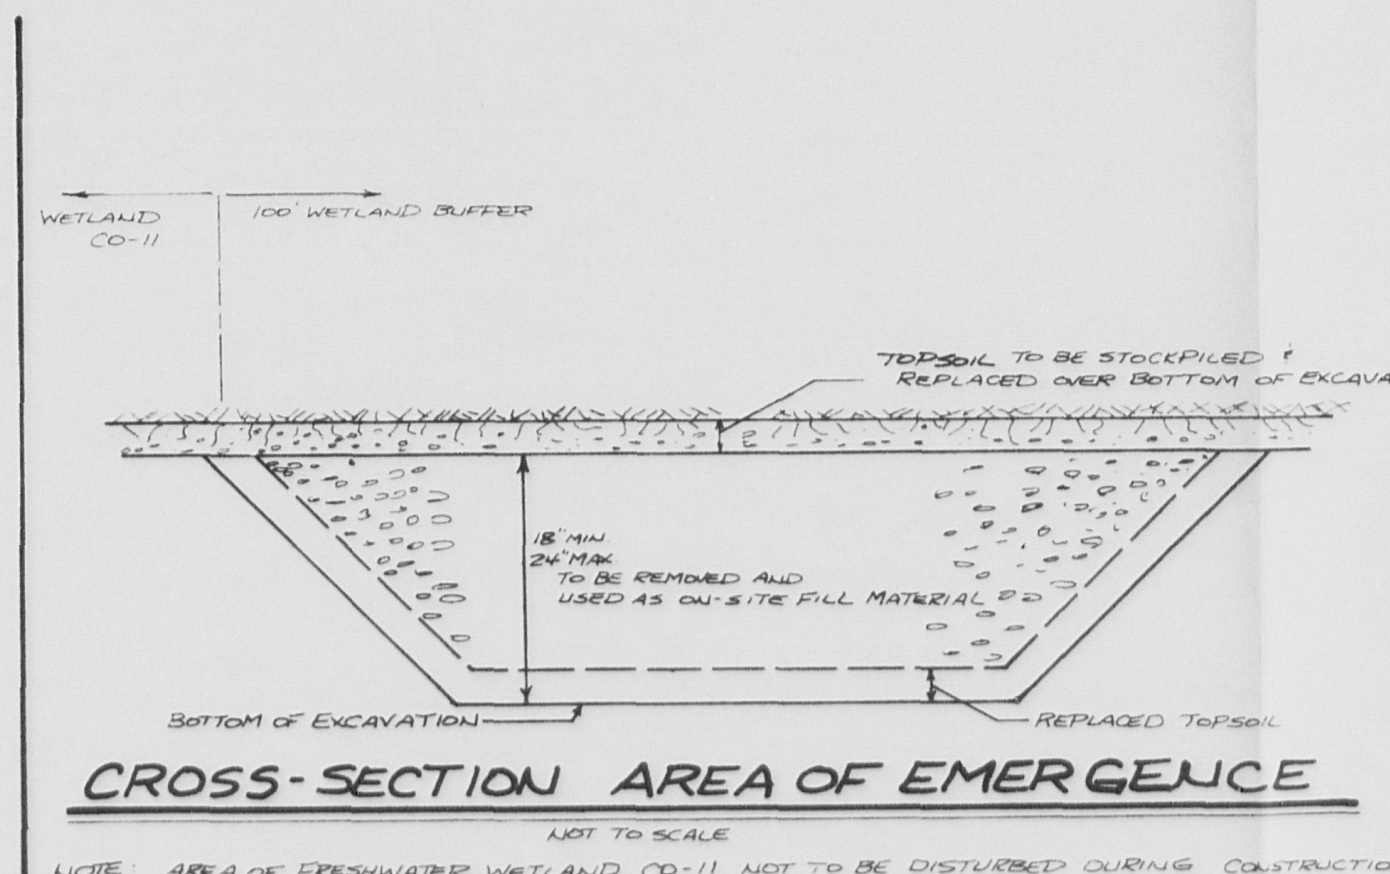 WETLAND
CO-11
100' WETLAND BUFFER
TOPSOIL TO BE STOCKPILED &
REPLACED OVER BOTTOM OF EXCAVA
18" MIN.
24" MAX.
TO BE REMOVED AND
USED AS ON-SITE FILL MATERIAL
BOTTOM OF EXCAVATION
REPLACED TOPSOIL
CROSS-SECTION AREA OF EMERGENCE
NOT TO SCALE
NOTE: AREA OF FRESHWATER WETLAND CO-11 NOT TO BE DISTURBED DURING CONSTRUCTIO